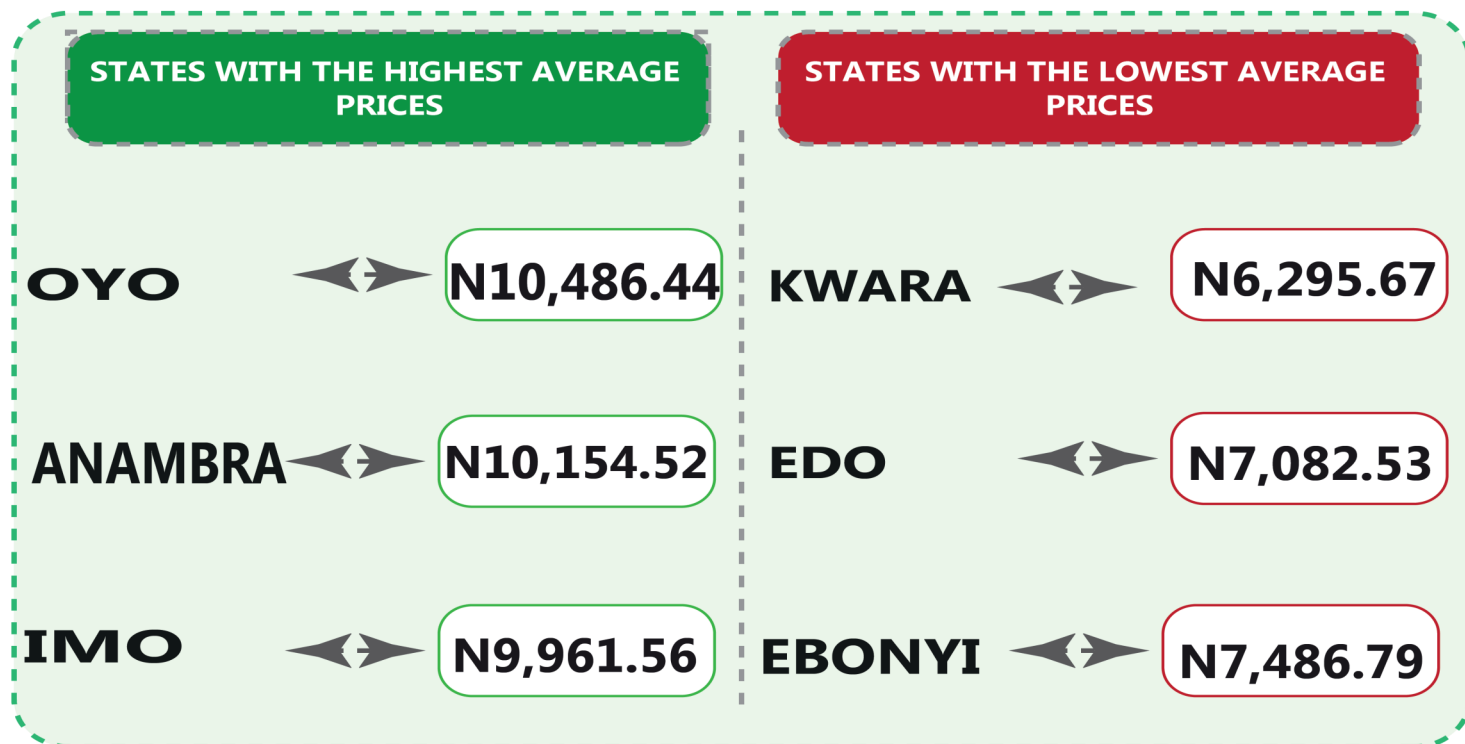 STATES WITH THE HIGHEST AVERAGE
PRICES
OYO N10,486.44
ANAMBRA N10,154.52
IMO N9,961.56
STATES WITH THE LOWEST AVERAGE
PRICES
KWARA N6,295.67
EDO N7,082.53
EBONYI N7,486.79